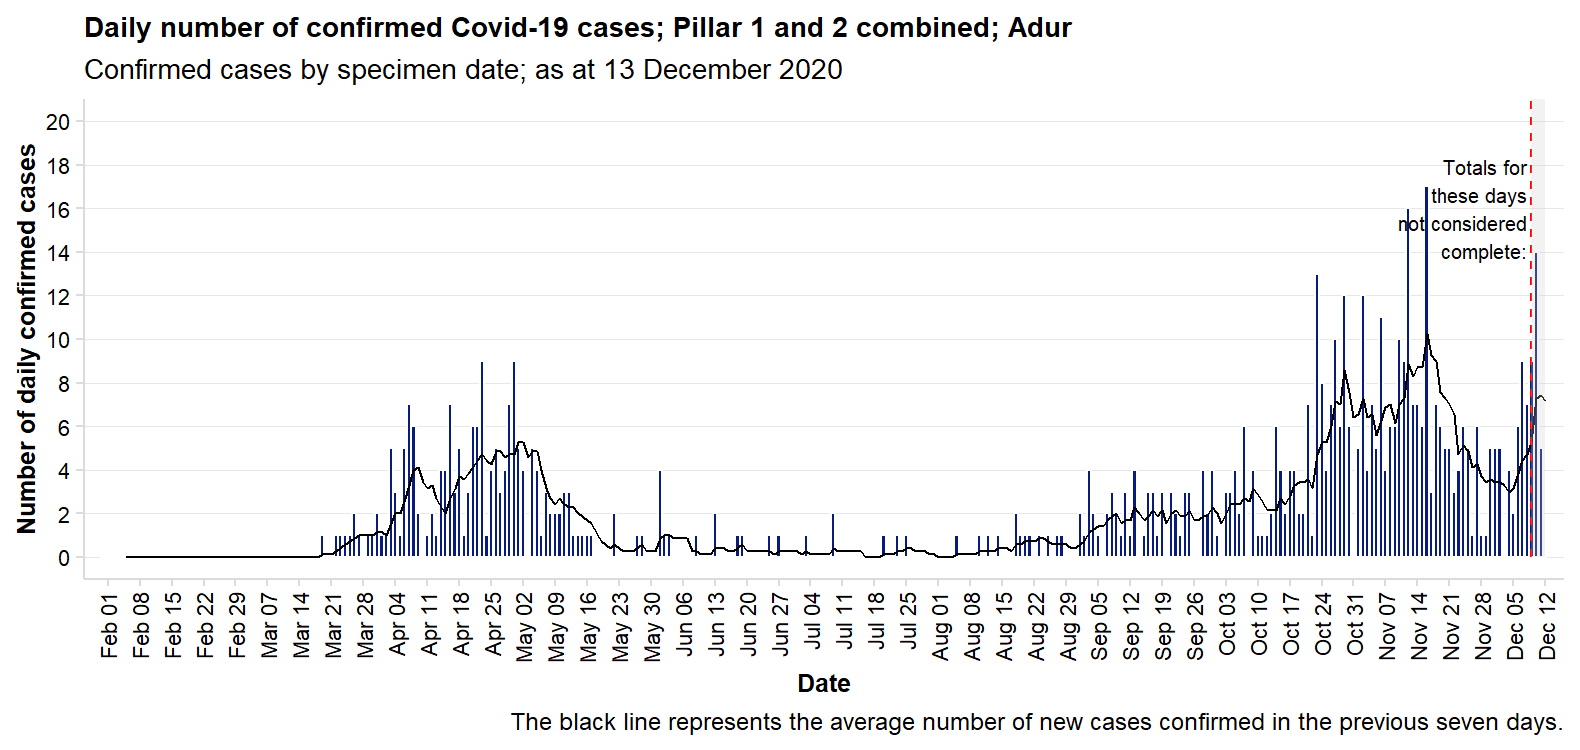 Daily number of confirmed Covid-19 cases; Pillar 1 and 2 combined; Adur
Confirmed cases by specimen date; as at 13 December 2020
Number of daily confirmed cases
20
18
16
14
12
10
8
6
4
2
0
Totals for
these days
not considered
complete:
Feb 01
Feb 08
Feb 15
Feb 22
Feb 29
Mar 07
Mar 14
Mar 21
Mar 28
Apr 04
Apr 11
Apr 18
Apr 25
May 02
May 09
May 16
May 23
May 30
Jun 06
Jun 13
Jun 20
Jun 27
Jul 04
Jul 11
Jul 18
Jul 25
Aug 01
Aug 08
Aug 15
Aug 22
Aug 29
Sep 05
Sep 12
Sep 19
Sep 26
Oct 03
Oct 10
Oct 17
Oct 24
Oct 31
Nov 07
Nov 14
Nov 21
Nov 28
Dec 05
Dec 12
Date
The black line represents the average number of new cases confirmed in the previous seven days.